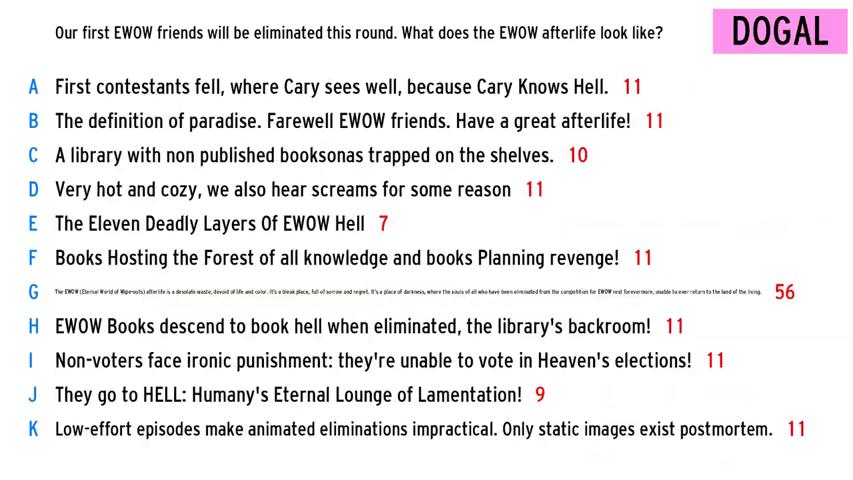 Our first EWOW friends will be eliminated this round. What does the EWOW afterlife look like?
DOGAL
A First contestants fell, where Cary sees well, because Cary Knows Hell. 11
B The definition of paradise. Farewell EWOW friends. Have a great afterlife! 11
C A library with non published booksonas trapped on the shelves. 10
D Very hot and cozy, we also hear screams for some reason 11
E The Eleven Deadly Layers Of EWOW Hell 7
F Books Hosting the Forest of all knowledge and books Planning revenge! 11
G The EWOW (Eternal World of Wipe-outs) afterlife is a desolate waste, devoid of life and color. It's a bleak place, full of sorrow and regret. It's a place of darkness, where the souls of all who have been eliminated from the competition for EWOW rest forevermore, unable to ever return to the land of the living. 56
H EWOW Books descend to book hell when eliminated, the library's backroom! 11
I Non-voters face ironic punishment: they're unable to vote in Heaven's elections! 11
J They go to HELL: Humany's Eternal Lounge of Lamentation! 9
K Low-effort episodes make animated eliminations impractical. Only static images exist postmortem. 11